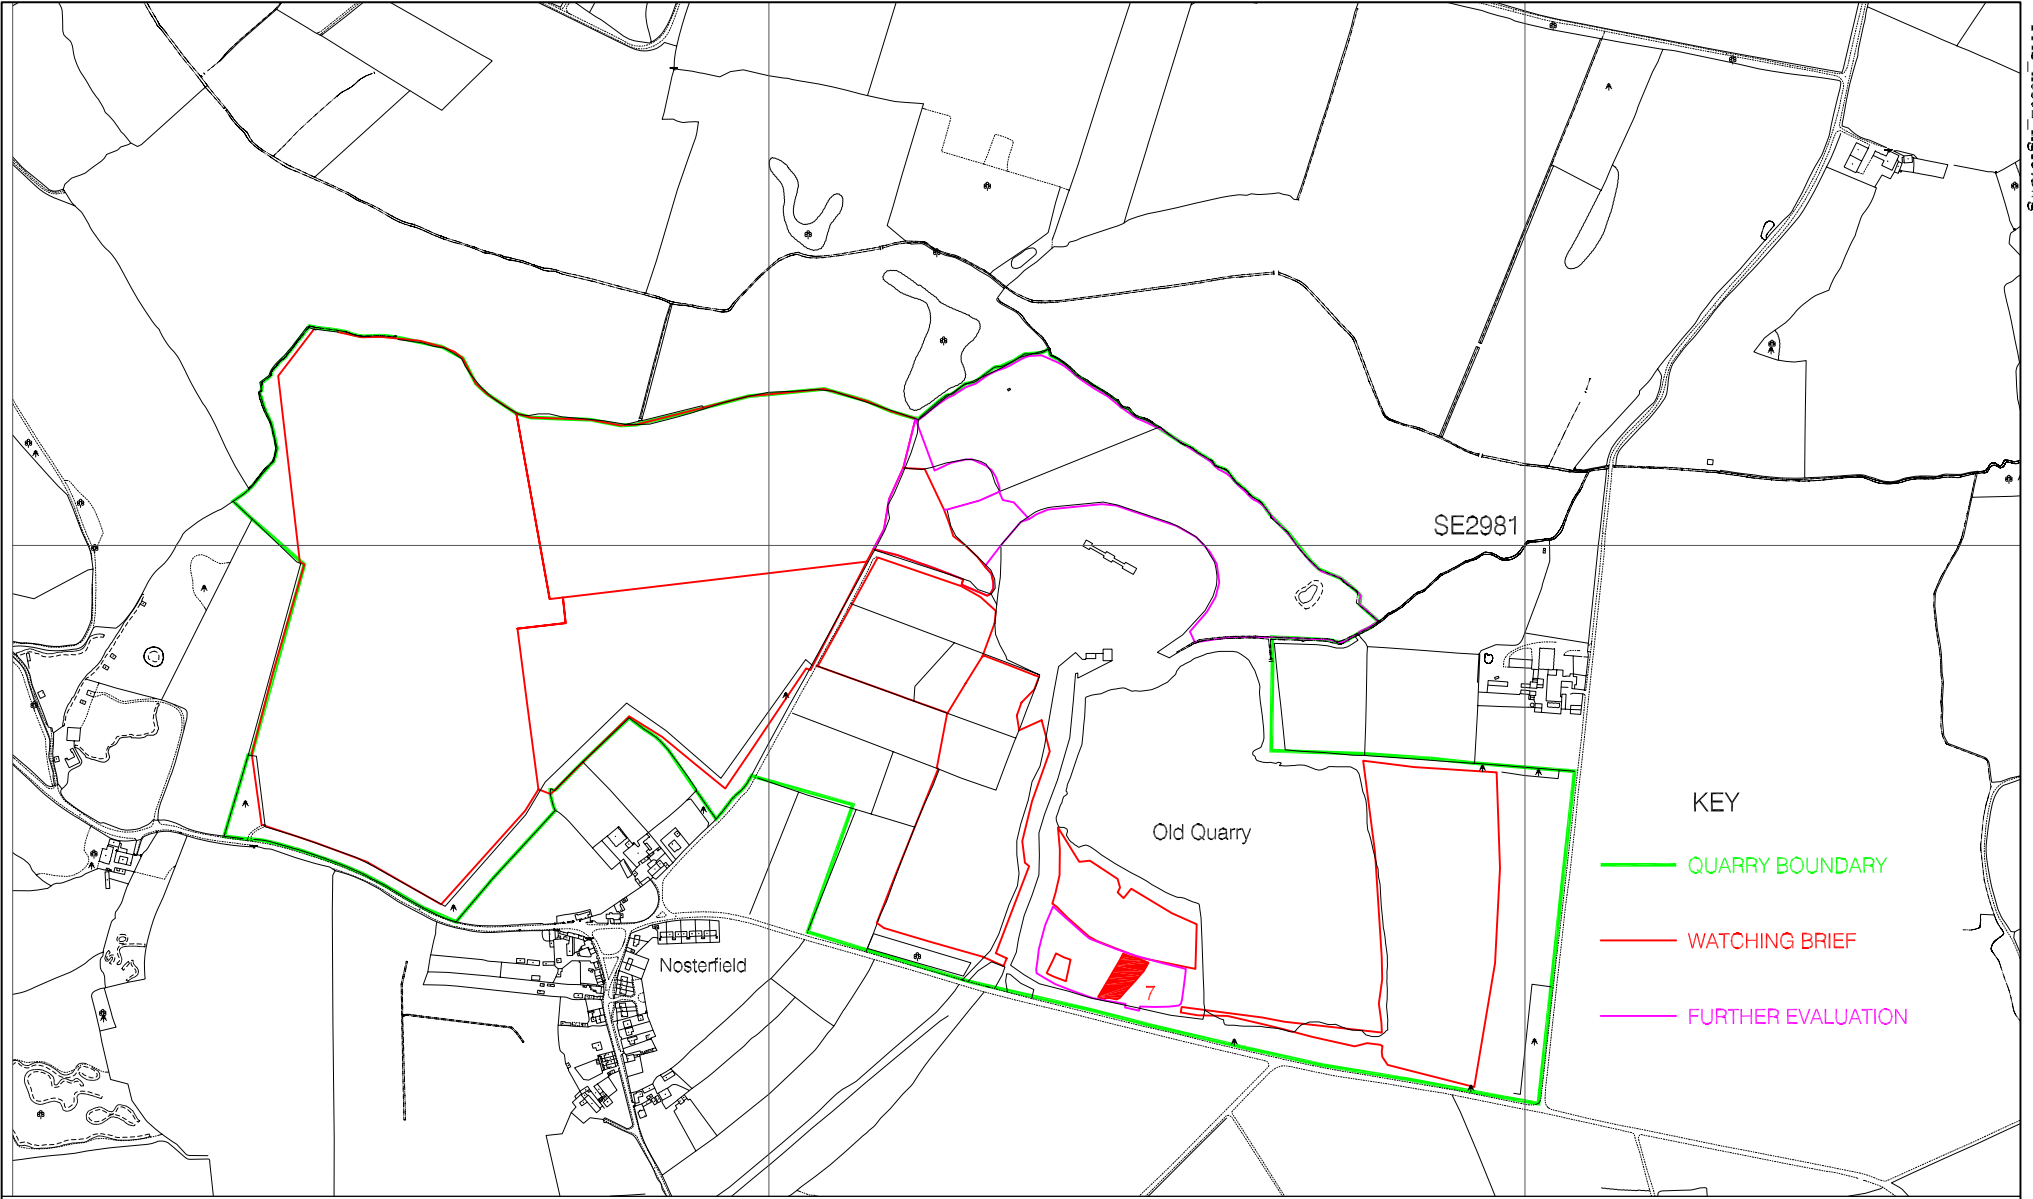 SE2981
KEY
Old Quarry
QUARRY BOUNDARY
WATCHING BRIEF
Nosterfield
7
FURTHER EVALUATION